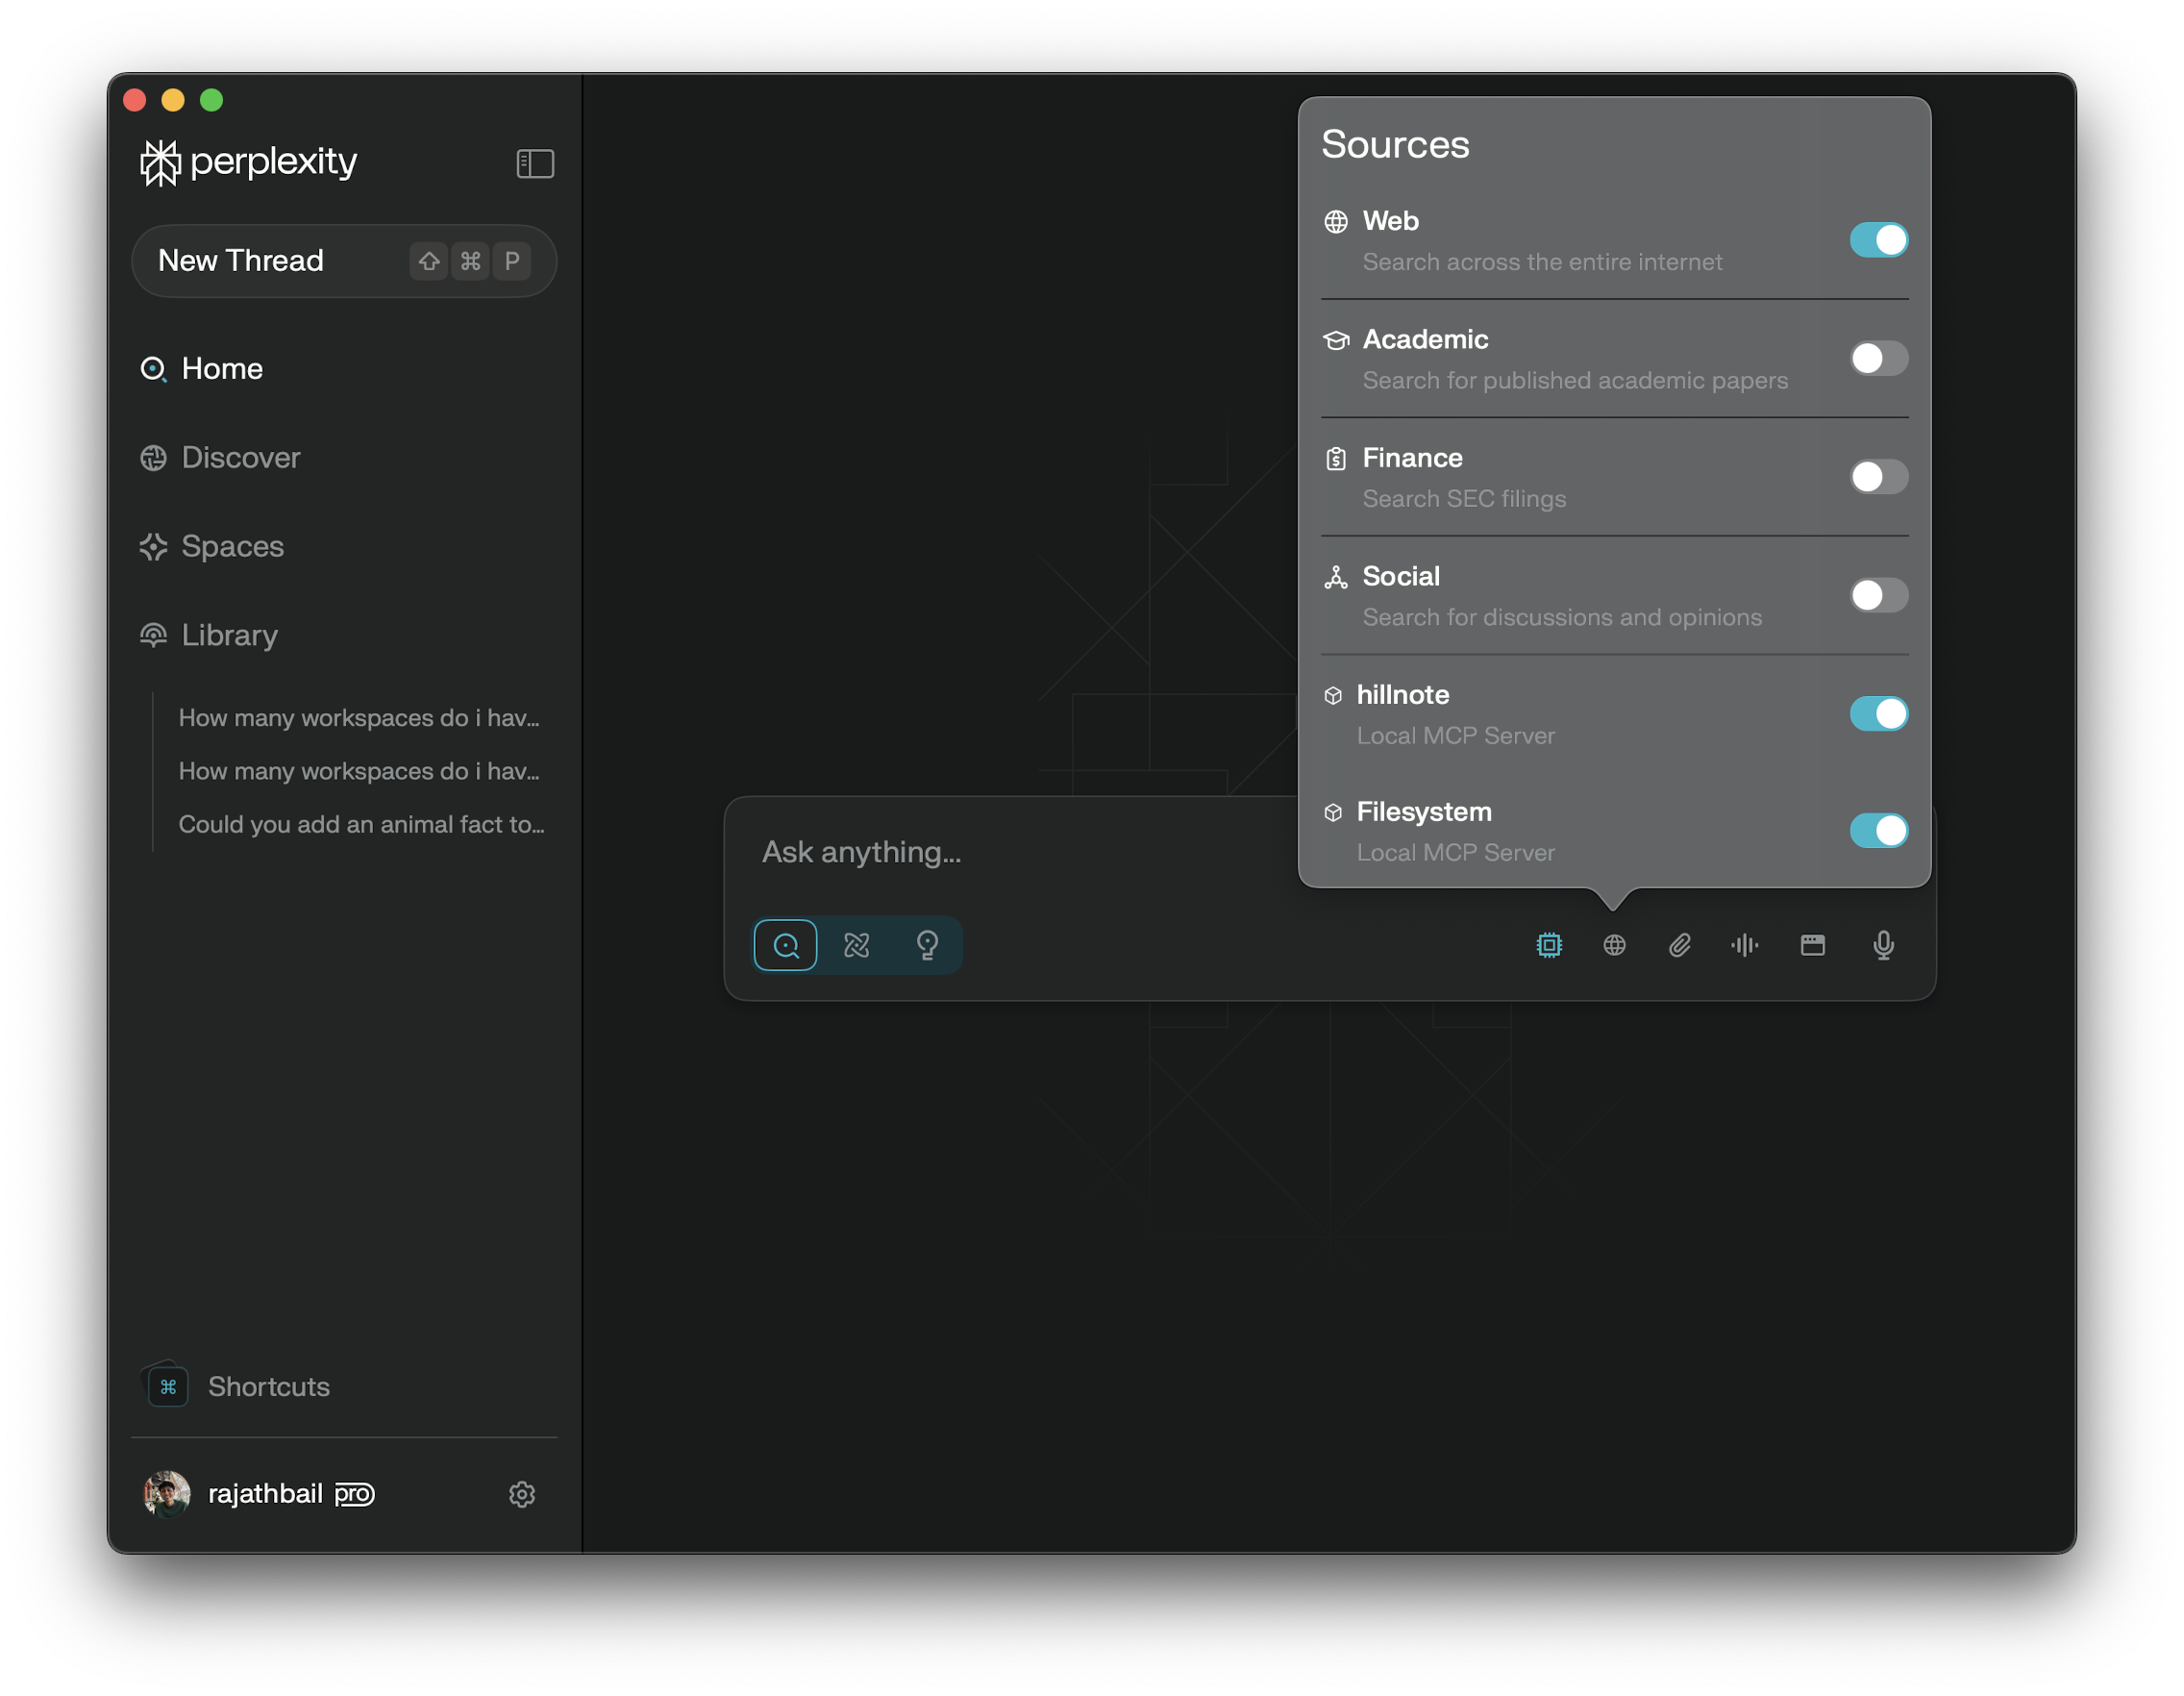 perplexity
New Thread ⇧ ⌘ P
Home
Discover
Spaces
Library
How many workspaces do i hav...
How many workspaces do i hav...
Could you add an animal fact to...
⌘ Shortcuts
rajathbail pro
Sources
Web
Search across the entire internet
Academic
Search for published academic papers
Finance
Search SEC filings
Social
Search for discussions and opinions
hillnote
Local MCP Server
Filesystem
Local MCP Server
Ask anything...